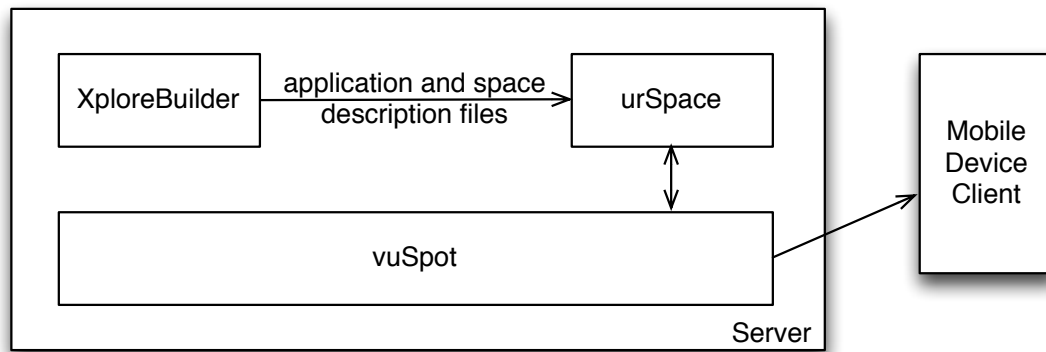 XploreBuilder
application and space
description files
urSpace
Mobile
Device
Client
vuSpot
Server